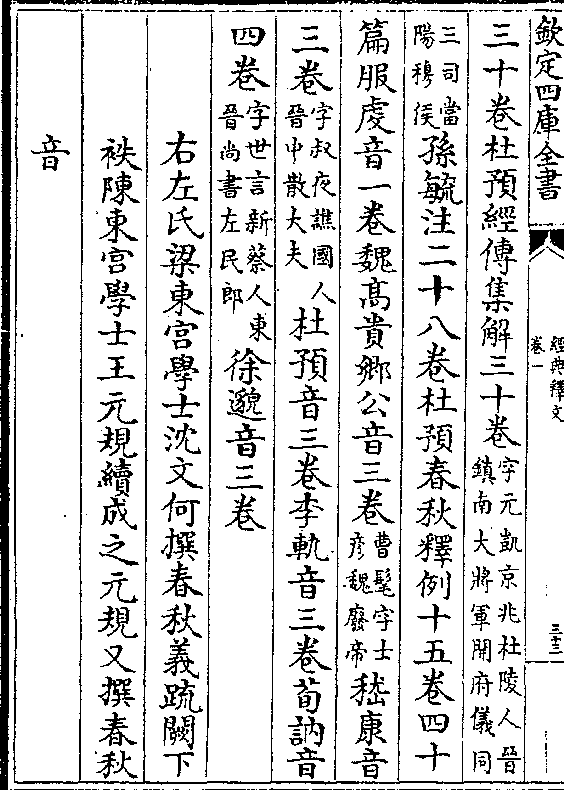 欽定四庫全書
經典釋文
卷一
三十三
三十卷杜預經傳集解三十卷字元凱京兆杜陵人晉鎮南大將軍開府儀同
三司當陽穆侯孫毓注二十八卷杜預春秋釋例十五卷四十
篇服虔音一卷魏髙貴鄉公音三卷曹髦字士彦魏廢帝嵇康音
三卷字叔夜譙國人晉中散大夫杜預音三卷李軌音三卷荀訥音
四卷字世言新蔡人東晉尚書左民郎徐邈音三卷
右左氏梁東宫學士沈文何撰春秋義疏闕下
袟陳東宫學士王元規續成之元規又撰春秋
音